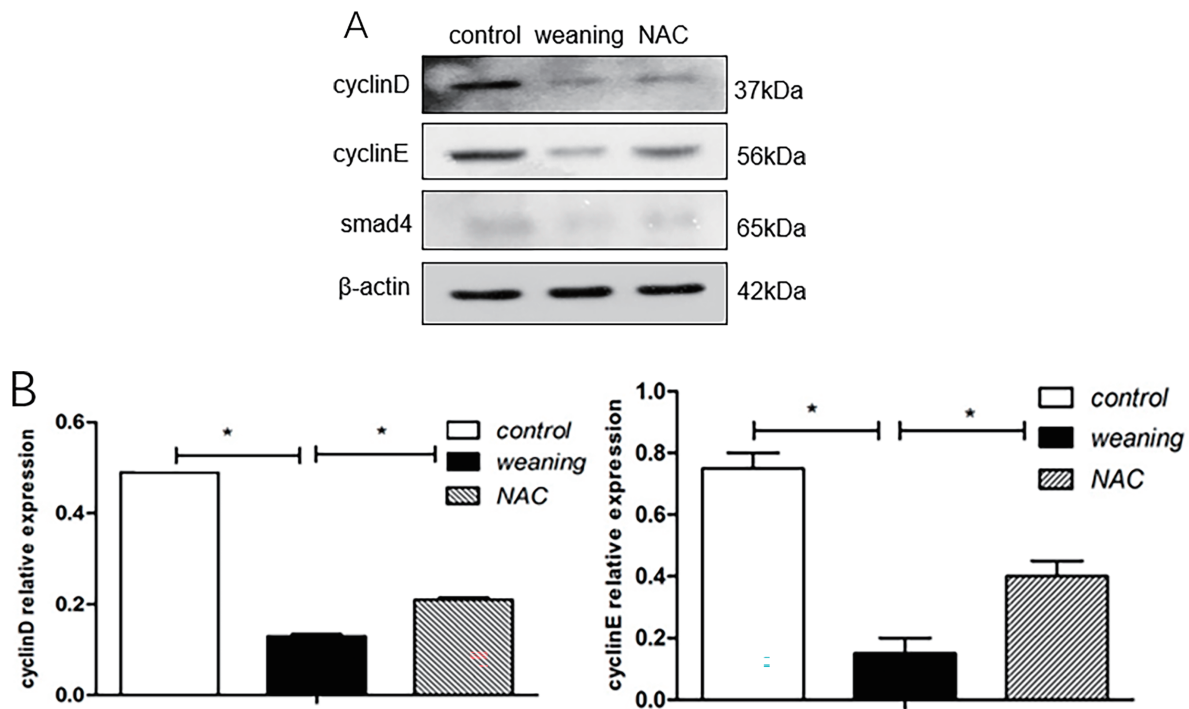 A
control weaning NAC
cyclinD 37kDa
cyclinE 56kDa
smad4 65kDa
β-actin 42kDa
B
cyclinD relative expression
0.6
0.4
0.2
0.0
*
*
control
weaning
NAC
cyclinE relative expression
1.0
0.8
0.6
0.4
0.2
0.0
*
*
control
weaning
NAC